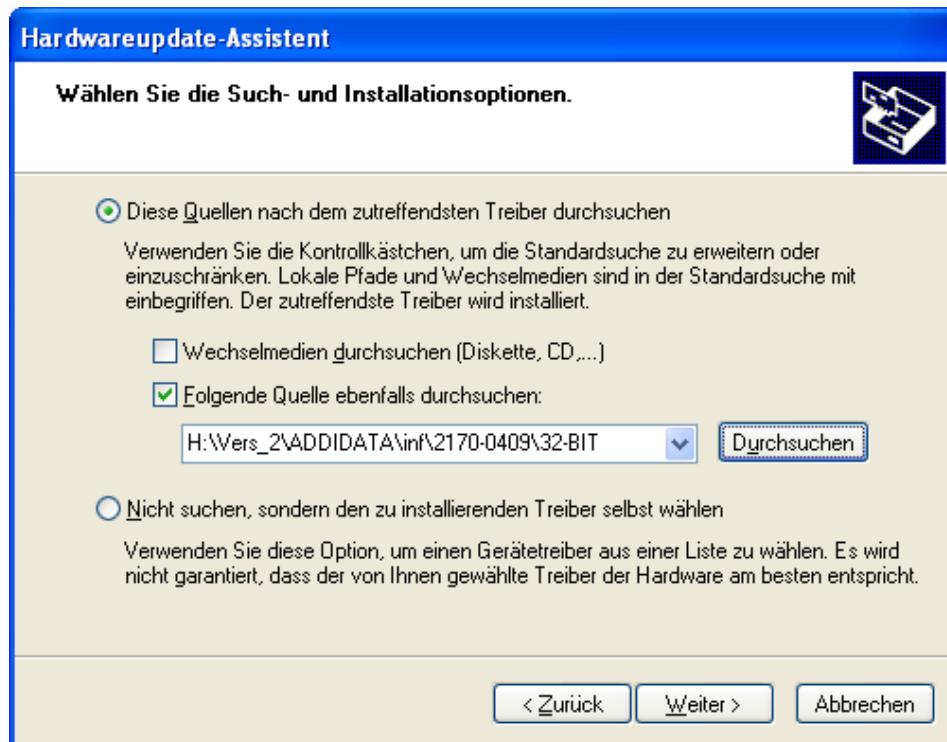 Hardwareupdate-Assistent
Wählen Sie die Such- und Installationsoptionen.
Diese Quellen nach dem zutreffendsten Treiber durchsuchen
Verwenden Sie die Kontrollkästchen, um die Standardsuche zu erweitern oder
einzuschränken. Lokale Pfade und Wechselmedien sind in der Standardsuche mit
einbegriffen. Der zutreffendste Treiber wird installiert.
Wechselmedien durchsuchen (Diskette, CD,...)
Folgende Quelle ebenfalls durchsuchen:
H:\Vers_2\ADDIDATA\inf\2170-0409\32-BIT
Durchsuchen
Nicht suchen, sondern den zu installierenden Treiber selbst wählen
Verwenden Sie diese Option, um einen Gerätetreiber aus einer Liste zu wählen. Es wird
nicht garantiert, dass der von Ihnen gewählte Treiber der Hardware am besten entspricht.
< Zurück
Weiter >
Abbrechen